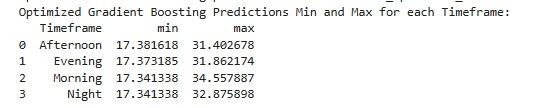 Optimized Gradient Boosting Predictions Min and Max for each Timeframe:
Timeframe min max
0 Afternoon 17.381618 31.402678
1 Evening 17.373185 31.862174
2 Morning 17.341338 34.557887
3 Night 17.341338 32.875898